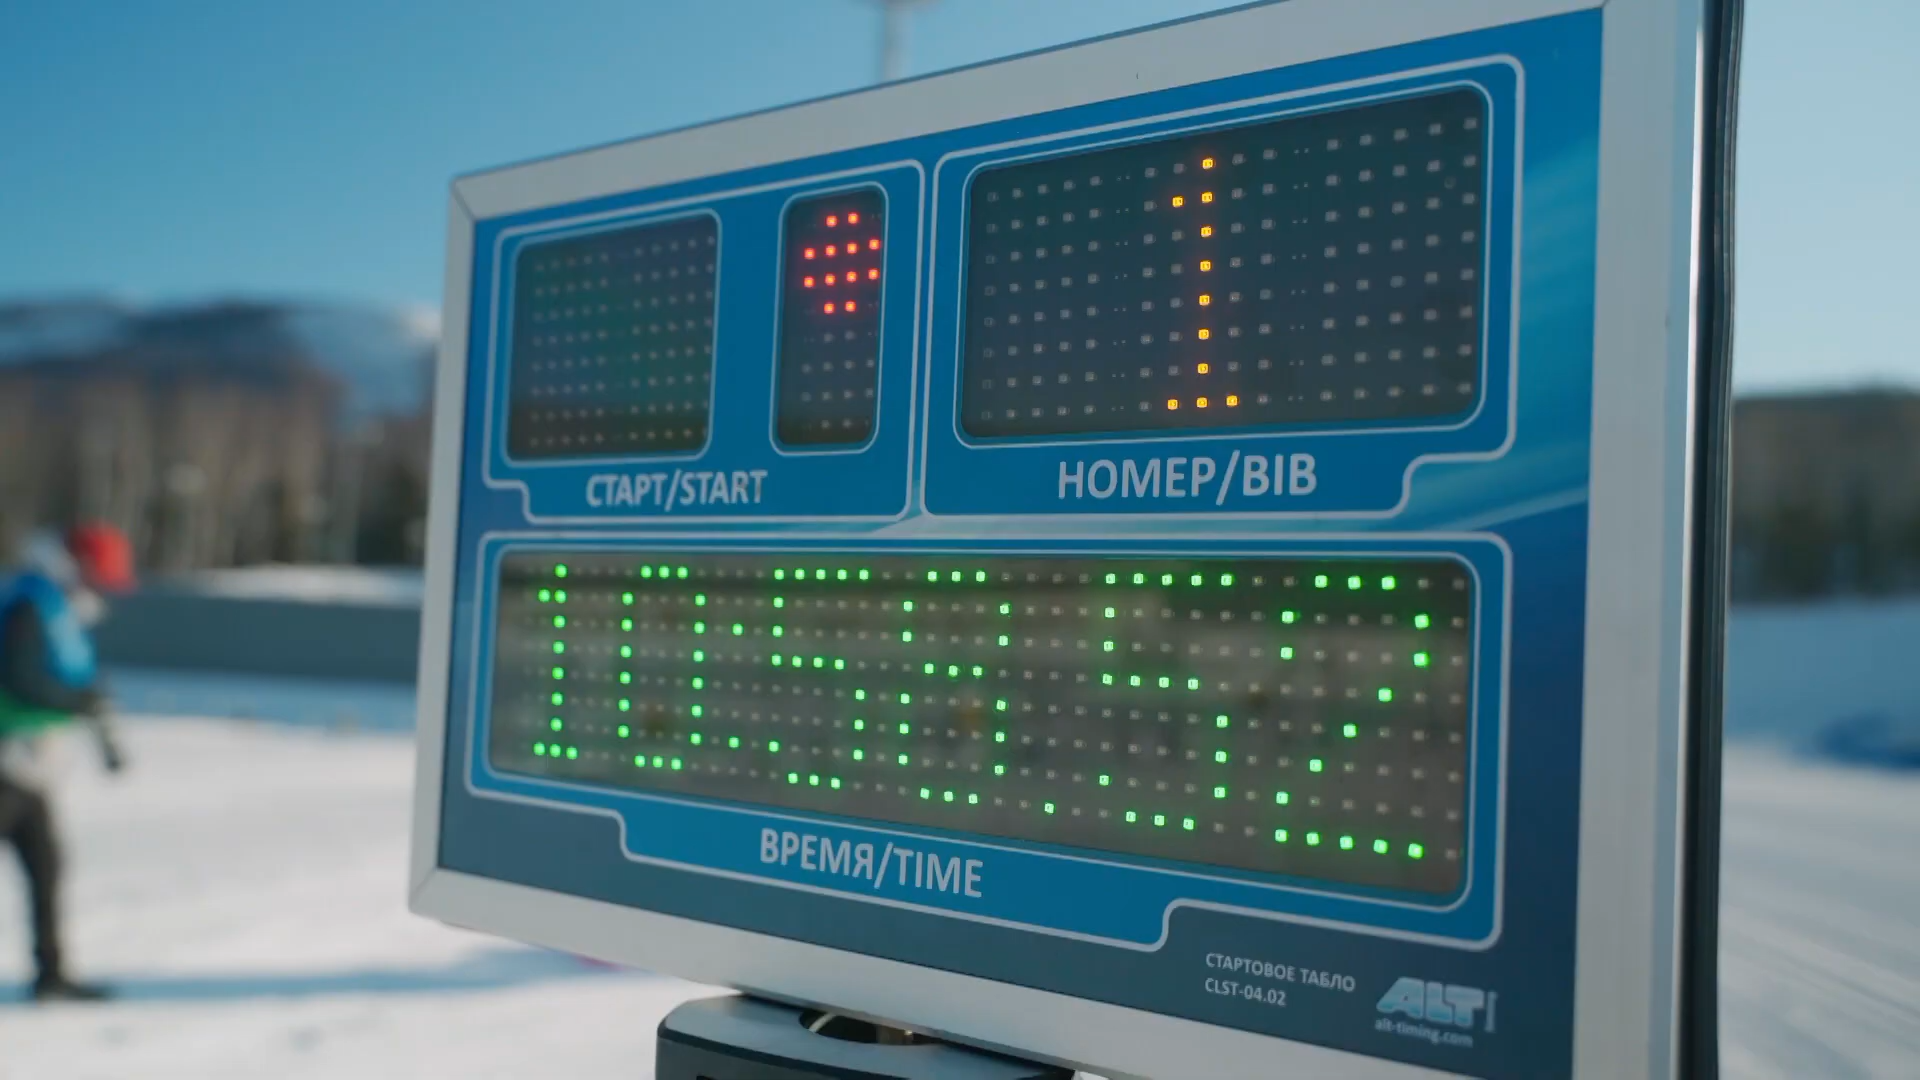 1
СТАРТ/START
НОМЕР/BIB
10:58.52
ВРЕМЯ/TIME
СТАРТОВОЕ ТАБЛО
CLST-04.02
ALT
alt-timing.com